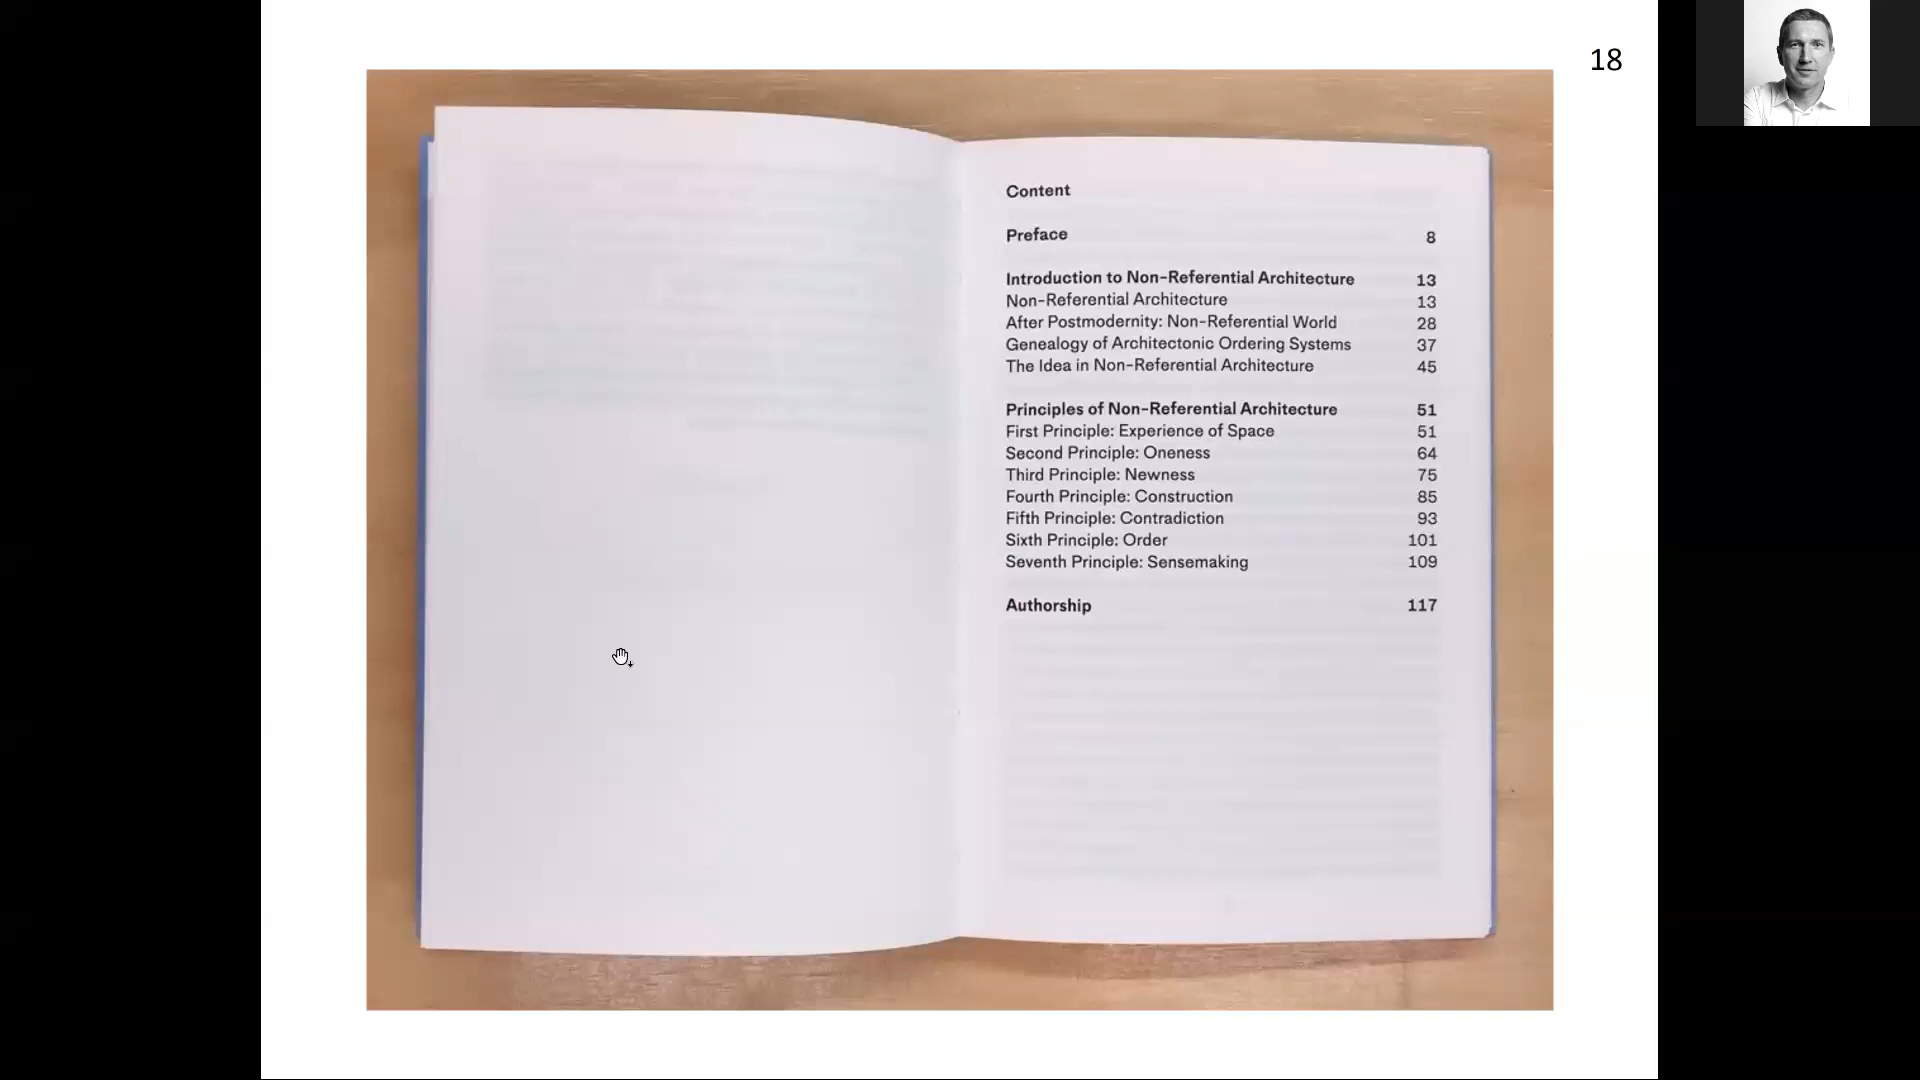 18
Content
Preface 8
Introduction to Non-Referential Architecture 13
Non-Referential Architecture 13
After Postmodernity: Non-Referential World 28
Genealogy of Architectonic Ordering Systems 37
The Idea in Non-Referential Architecture 45
Principles of Non-Referential Architecture 51
First Principle: Experience of Space 51
Second Principle: Oneness 64
Third Principle: Newness 75
Fourth Principle: Construction 85
Fifth Principle: Contradiction 93
Sixth Principle: Order 101
Seventh Principle: Sensemaking 109
Authorship 117